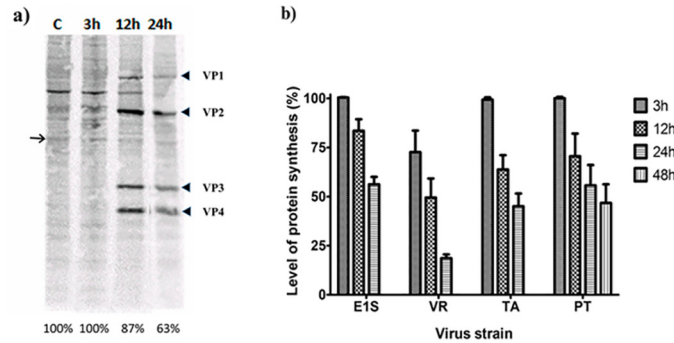 a)
C 3h 12h 24h
VP1
VP2
VP3
VP4
100% 100% 87% 63%
b)
Level of protein synthesis (%)
100
75
50
25
0
E1S VR TA PT
Virus strain
3h
12h
24h
48h